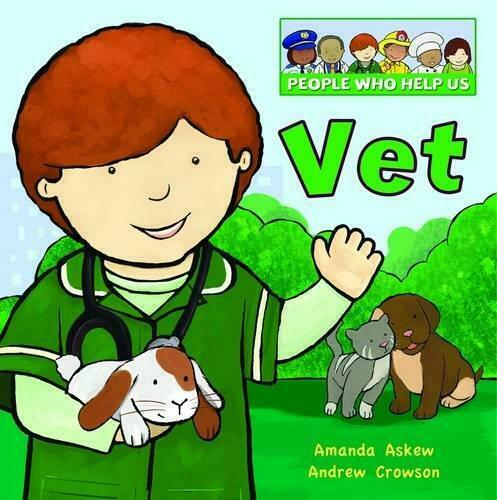 PEOPLE WHO HELP US
Vet
Amanda Askew
Andrew Crowson